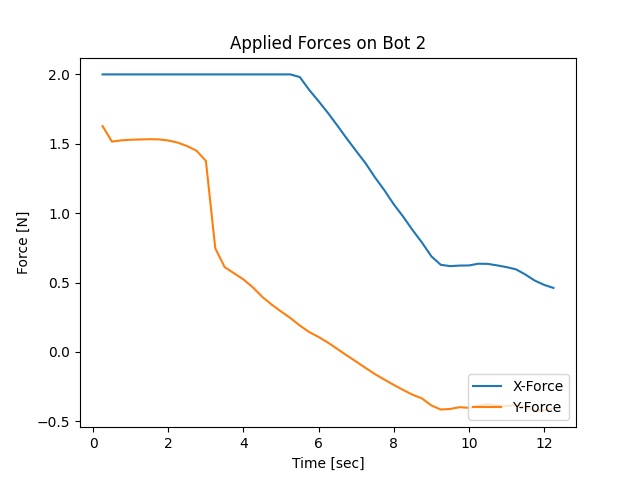 Applied Forces on Bot 2
2.0
1.5
1.0
0.5
0.0
−0.5
Force [N]
X-Force
Y-Force
0 2 4 6 8 10 12
Time [sec]